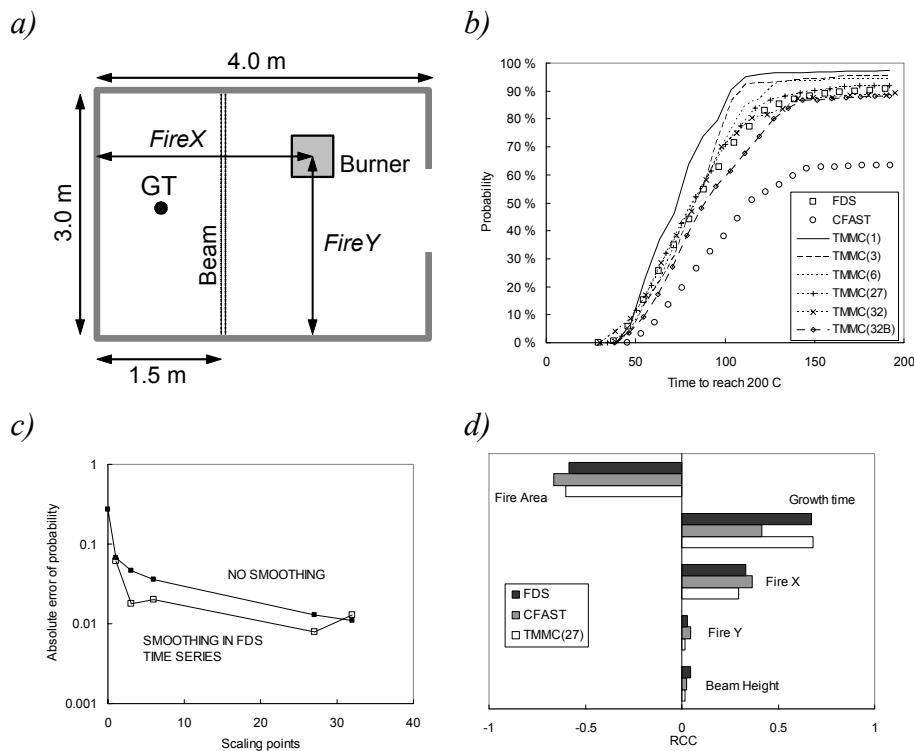 a)
4.0 m
FireX
Burner
GT
3.0 m
Beam
FireY
1.5 m
b)
100 %
90 %
80 %
70 %
60 %
50 %
40 %
30 %
20 %
10 %
0 %
Probability
FDS
CFAST
TMMC(1)
TMMC(3)
TMMC(6)
TMMC(27)
TMMC(32)
TMMC(32B)
0
50
100
150
200
Time to reach 200 C
c)
1
0.1
0.01
0.001
Absolute error of probability
NO SMOOTHING
SMOOTHING IN FDS
TIME SERIES
0
10
20
30
40
Scaling points
d)
Fire Area
Growth time
Fire X
Fire Y
Beam Height
FDS
CFAST
TMMC(27)
-1
-0.5
0
0.5
1
RCC